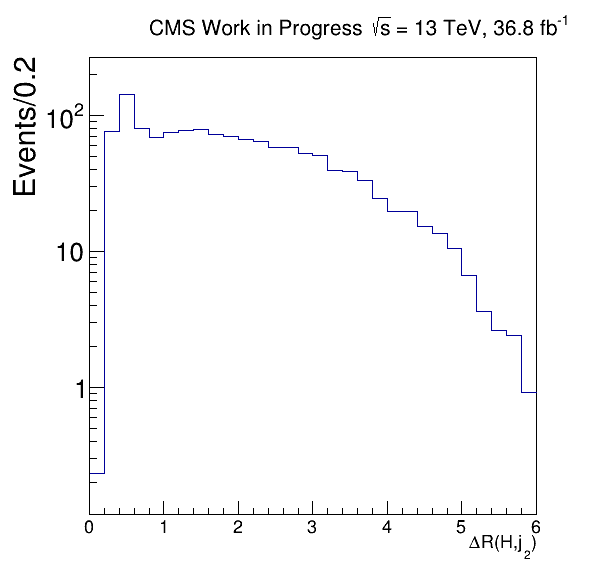 CMS Work in Progress √s = 13 TeV, 36.8 fb⁻¹
Events/0.2
10²
10
1
0 1 2 3 4 5 6
ΔR(H,j₂)